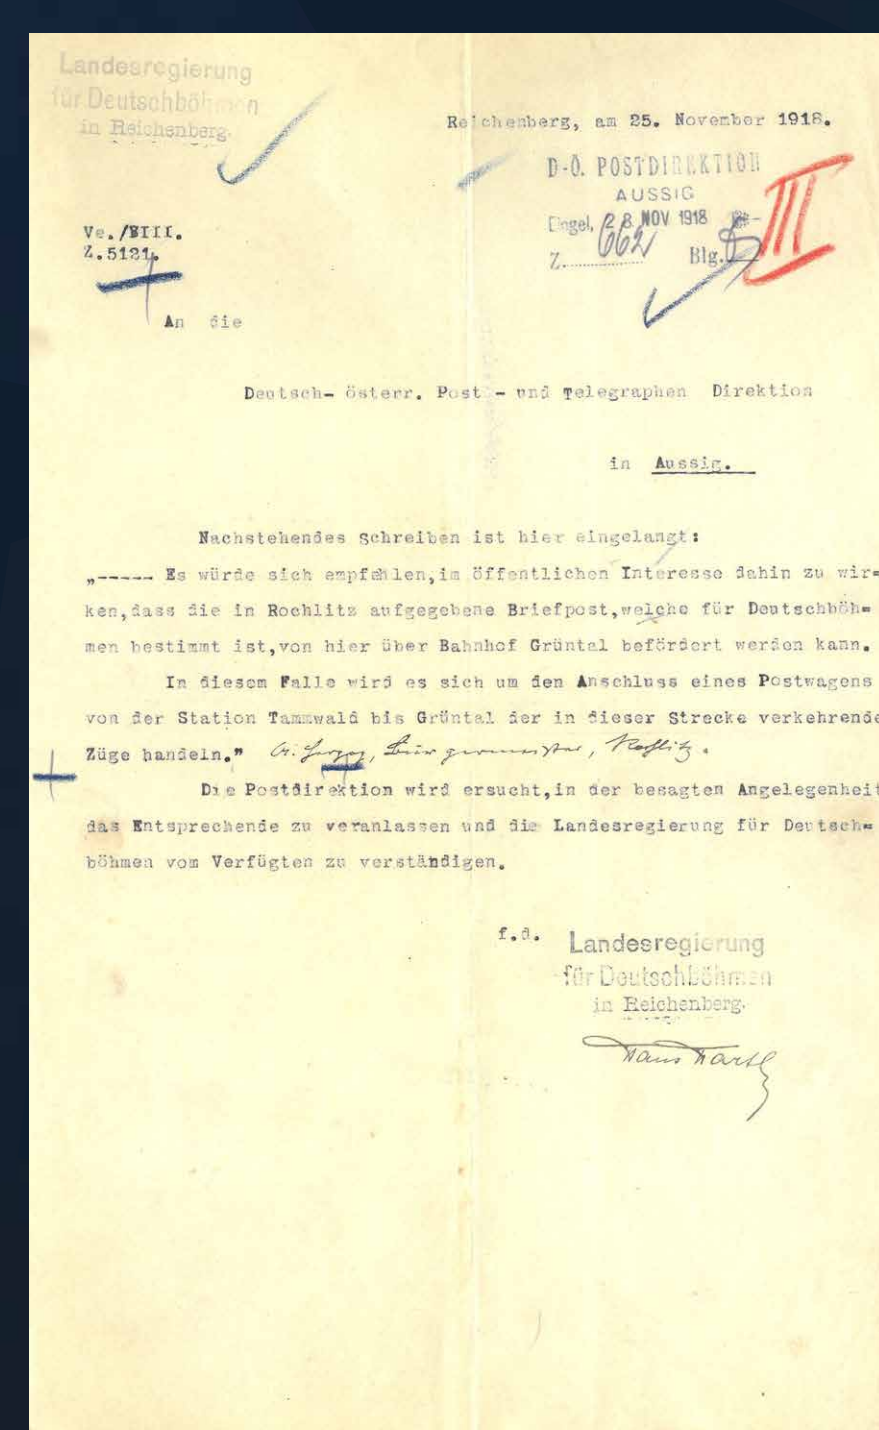 Landesregierung
für Deutschböhmen
in Reichenberg.
Reichenberg, am 25. November 1918.
D-Ö. POSTDIREKTION
AUSSIG
Eingel. 28 NOV 1918
Z. 662 Blg.
III
Ve./BIII.
Z.5121.
An die
Deutsch- österr. Post - und Telegraphen Direktion
in Aussig.
Nachstehendes Schreiben ist hier eingelangt:
„----- Es würde sich empfehlen,im öffentlichen Interesse dahin zu wir=
ken,dass die in Rochlitz aufgegebene Briefpost,welche für Deutschböh=
men bestimmt ist,von hier über Bahnhof Grüntal befördert werden kann.
In diesem Falle wird es sich um den Anschluss eines Postwagens
von der Station Tammwald bis Grüntal der in dieser Strecke verkehrende
Züge handeln." G. Herzog, Bürgermeister, Rochlitz.
Die Postdirektion wird ersucht,in der besagten Angelegenheit
das Entsprechende zu veranlassen und die Landesregierung für Deutsch=
böhmen vom Verfügten zu verständigen.
f.d. Landesregierung
für Deutschböhmen
in Reichenberg.
Hans Hartl